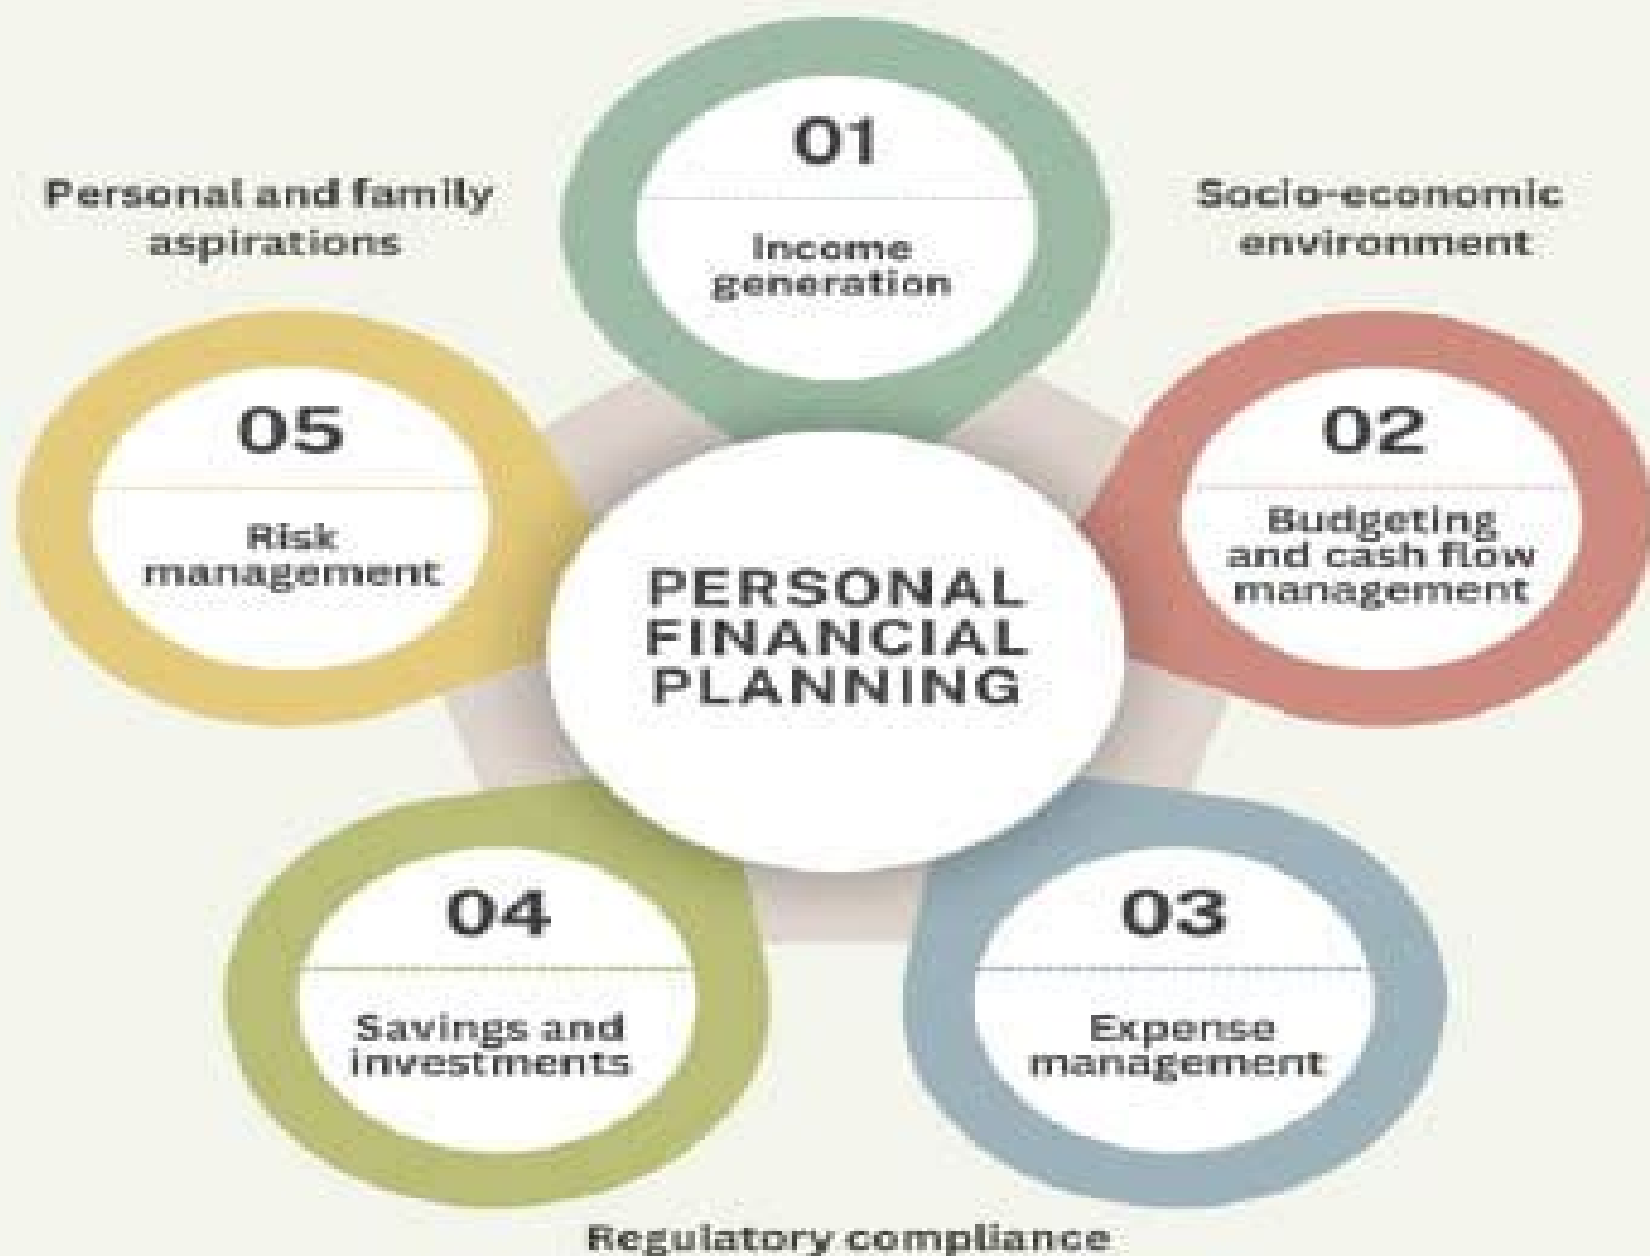 01
Income
generation
Personal and family
aspirations
Socio-economic
environment
02
Budgeting
and cash flow
management
05
Risk
management
PERSONAL
FINANCIAL
PLANNING
04
Savings and
investments
03
Expense
management
Regulatory compliance